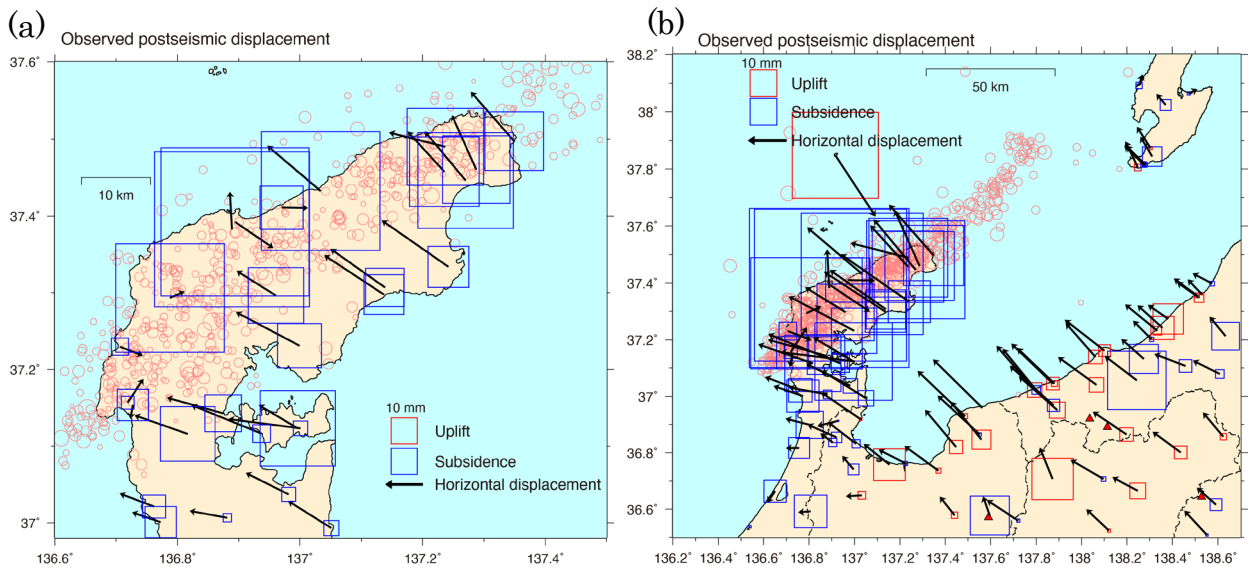 (a)
Observed postseismic displacement
37.6°
37.4°
37.2°
37°
10 km
10 mm
Uplift
Subsidence
Horizontal displacement
136.6°
136.8°
137°
137.2°
137.4°
(b)
Observed postseismic displacement
38.2°
38°
37.8°
37.6°
37.4°
37.2°
37°
36.8°
36.6°
10 mm
Uplift
Subsidence
Horizontal displacement
50 km
136.2°
136.4°
136.6°
136.8°
137°
137.2°
137.4°
137.6°
137.8°
138°
138.2°
138.4°
138.6°